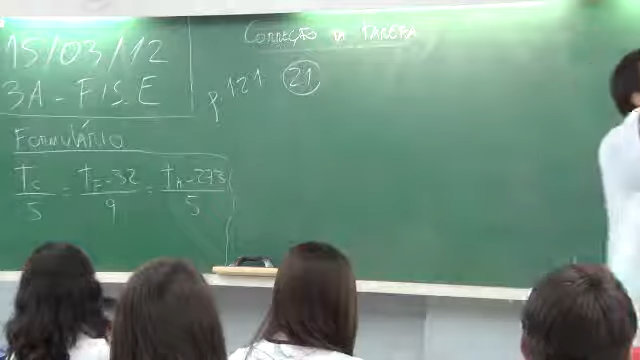 15/03/12
3A - FIS E
CORREÇÃO DA TAREFA
p.121 21
FORMULÁRIO
tc/5 = tF-32/9 = tK-273/5